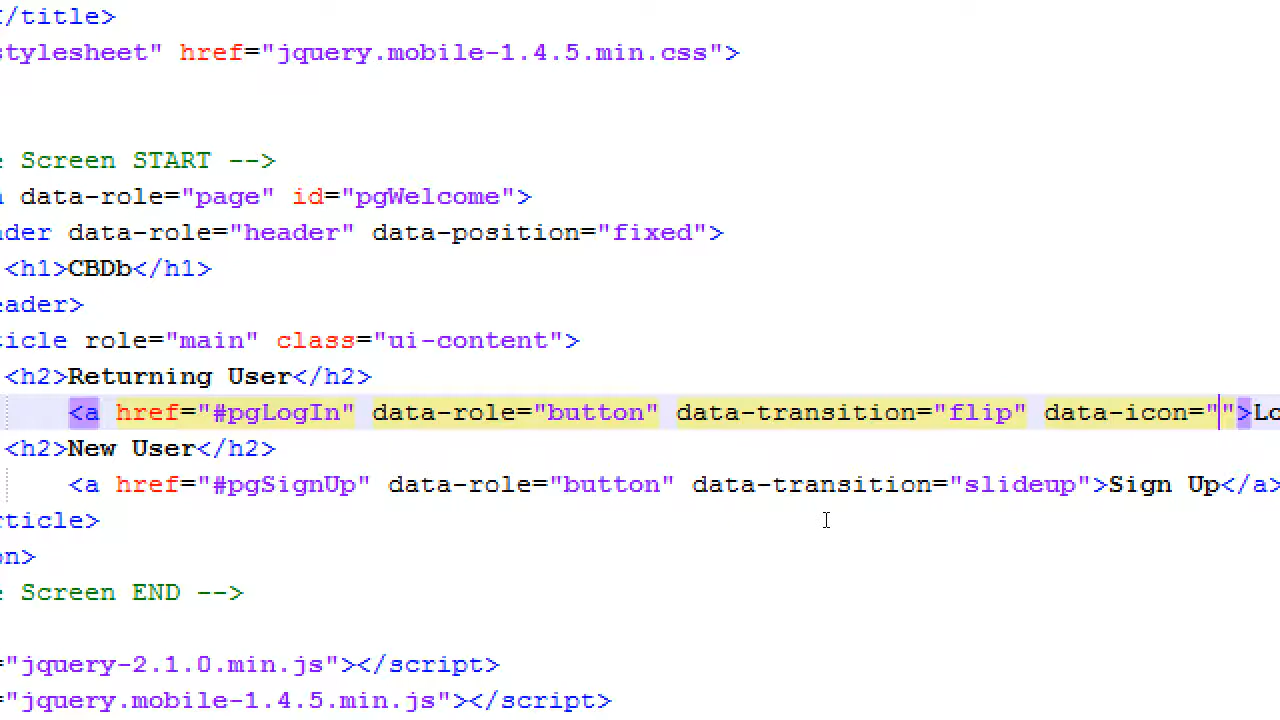 /title>
stylesheet" href="jquery.mobile-1.4.5.min.css">
Screen START -->
data-role="page" id="pgWelcome">
ader data-role="header" data-position="fixed">
<h1>CBDb</h1>
eader>
ticle role="main" class="ui-content">
<h2>Returning User</h2>
<a href="#pgLogIn" data-role="button" data-transition="flip" data-icon="">Lo
<h2>New User</h2>
<a href="#pgSignUp" data-role="button" data-transition="slideup">Sign Up</a>
rticle>
on>
Screen END -->
="jquery-2.1.0.min.js"></script>
="jquery.mobile-1.4.5.min.js"></script>